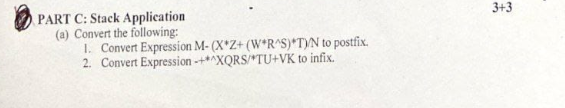 3+3
PART C: Stack Application
(a) Convert the following:
1. Convert Expression M- (X*Z+ (W*R^S)*T)/N to postfix.
2. Convert Expression -+*^XQRS/*TU+VK to infix.